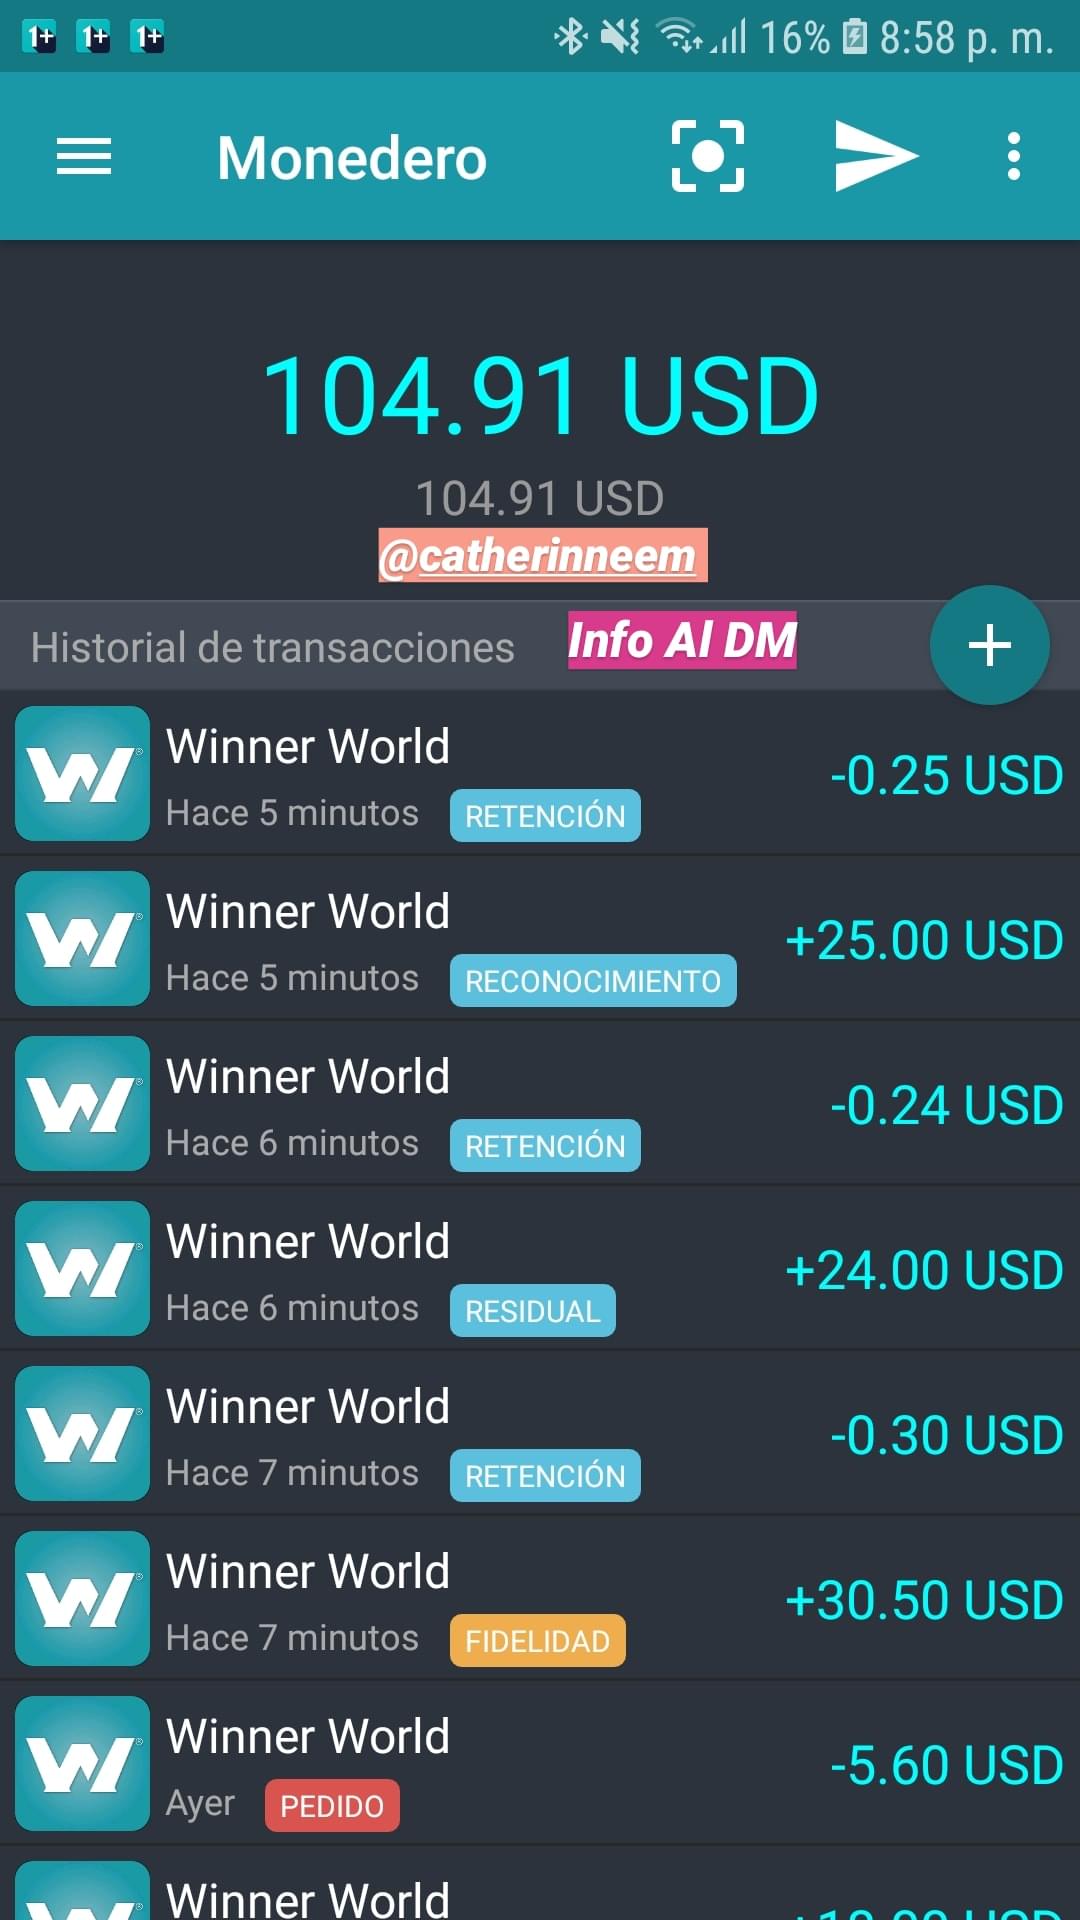 1+ 1+ 1+ 16% 8:58 p. m.
Monedero
104.91 USD
104.91 USD
@catherinneem
Historial de transacciones Info Al DM +
Winner World
-0.25 USD
Hace 5 minutos RETENCIÓN
Winner World
+25.00 USD
Hace 5 minutos RECONOCIMIENTO
Winner World
-0.24 USD
Hace 6 minutos RETENCIÓN
Winner World
+24.00 USD
Hace 6 minutos RESIDUAL
Winner World
-0.30 USD
Hace 7 minutos RETENCIÓN
Winner World
+30.50 USD
Hace 7 minutos FIDELIDAD
Winner World
-5.60 USD
Ayer PEDIDO
Winner World